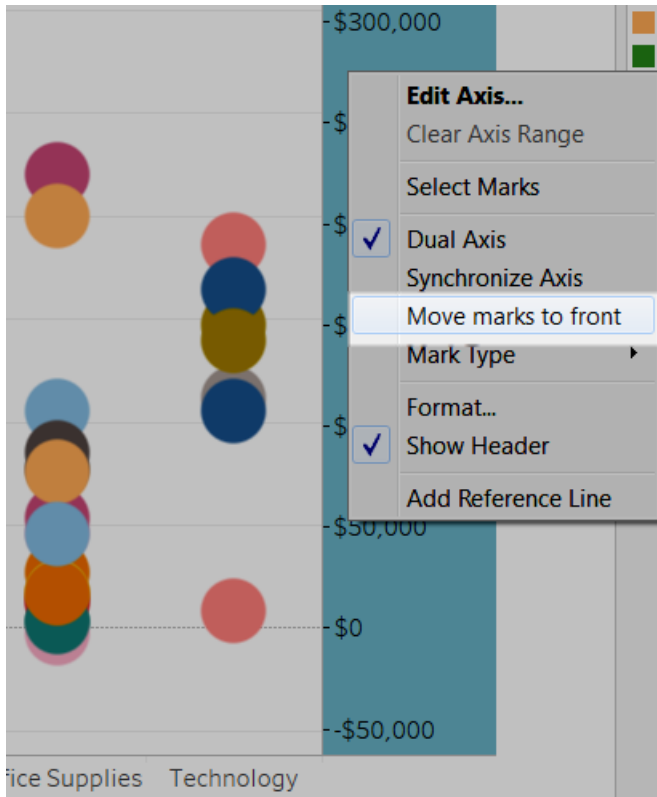 $300,000
Edit Axis...
$
Clear Axis Range
Select Marks
$
Dual Axis
Synchronize Axis
$
Move marks to front
Mark Type
Format...
$
Show Header
Add Reference Line
$50,000
$0
-$50,000
fice Supplies Technology